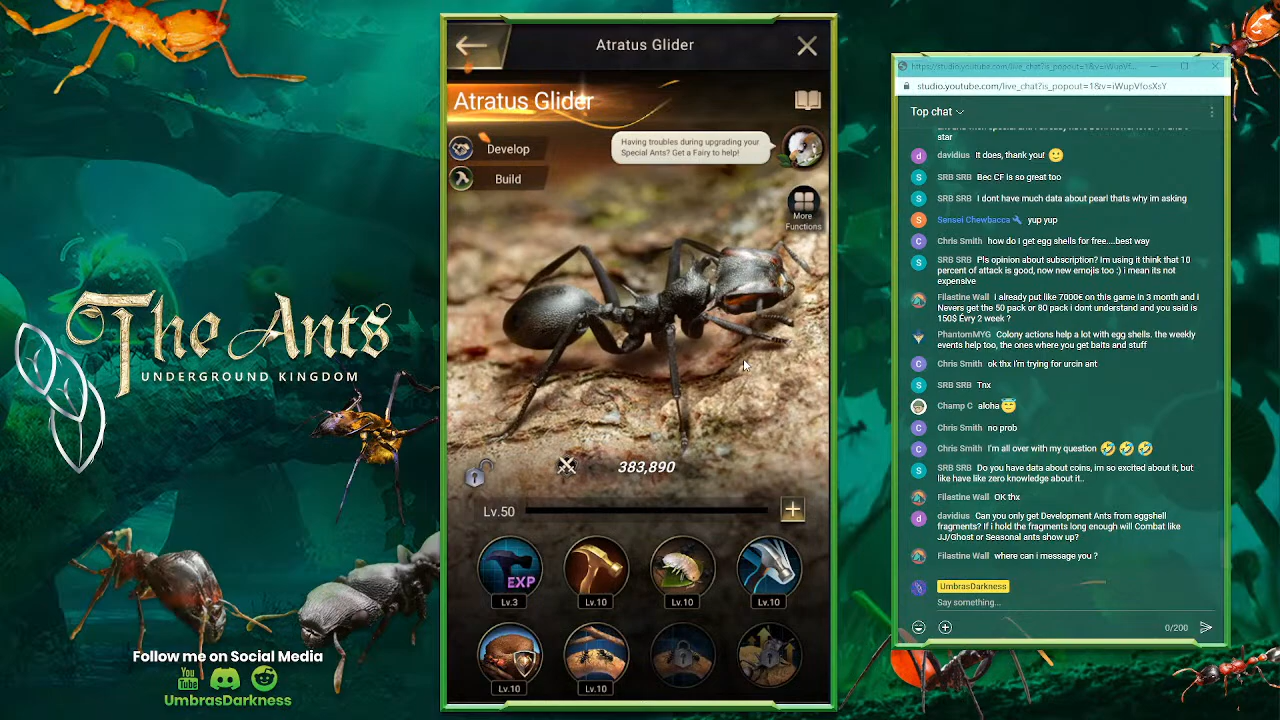 The Ants
UNDERGROUND KINGDOM
Follow me on Social Media
You
Tube
UmbrasDarkness
Atratus Glider
Atratus Glider
Develop
Build
Having troubles during upgrading your
Special Ants? Get a Fairy to help!
More
Functions
383,890
Lv.50
EXP
Lv.3
Lv.10
Lv.10
Lv.10
Lv.10
Lv.10
studio.youtube.com/live_chat?is_popout=1&v=iWupVfosXsY
Top chat
star
davidius It does, thank you!
SRB SRB Bec CF is so great too
SRB SRB I dont have much data about pearl thats why im asking
Sensei Chewbacca yup yup
Chris Smith how do I get egg shells for free....best way
SRB SRB Pls opinion about subscription? Im using it think that 10
percent of attack is good, now new emojis too :) i mean its not
expensive
Filastine Wall i already put like 7000€ on this game in 3 month and i
Nevers get the 50 pack or 80 pack i dont understand and you said is
150$ Évry 2 week ?
PhantomMYG Colony actions help a lot with egg shells. the weekly
events help too, the ones where you get baits and stuff
Chris Smith ok thx I'm trying for urcin ant
SRB SRB Tnx
Champ C aloha
Chris Smith no prob
Chris Smith I'm all over with my question
SRB SRB Do you have data about coins, im so excited about it, but
like have like zero knowledge about it..
Filastine Wall OK thx
davidius Can you only get Development Ants from eggshell
fragments? If i hold the fragments long enough will Combat like
JJ/Ghost or Seasonal ants show up?
Filastine Wall where can i message you ?
UmbrasDarkness
Say something...
0/200